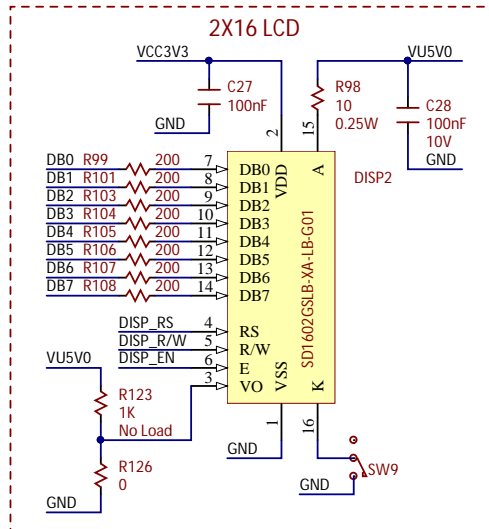 2X16 LCD
VCC3V3
VU5V0
C27
100nF
GND
R98
10
0.25W
C28
100nF
10V
GND
2
15
DISP2
DB0 R99 200 7 DB0
DB1 R101 200 8 DB1
DB2 R103 200 9 DB2
DB3 R104 200 10 DB3
DB4 R105 200 11 DB4
DB5 R106 200 12 DB5
DB6 R107 200 13 DB6
DB7 R108 200 14 DB7
VDD
A
SD1602GSLB-XA-LB-G01
DISP_RS 4 RS
DISP_R/W 5 R/W
DISP_EN 6 E
3 VO
VSS
K
VU5V0
R123
1K
No Load
1
16
R126
0
GND
GND
GND
SW9